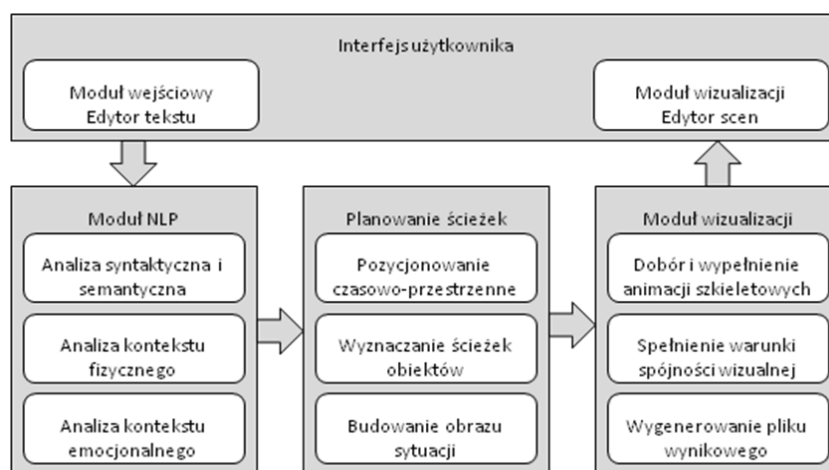 Interfejs użytkownika
Moduł wejściowy
Edytor tekstu
Moduł wizualizacji
Edytor scen
Moduł NLP
Analiza syntaktyczna i
semantyczna
Analiza kontekstu
fizycznego
Analiza kontekstu
emocjonalnego
Planowanie ścieżek
Pozycjonowanie
czasowo-przestrzenne
Wyznaczanie ścieżek
obiektów
Budowanie obrazu
sytuacji
Moduł wizualizacji
Dobór i wypełnienie
animacji szkieletowych
Spełnienie warunki
spójności wizualnej
Wygenerowanie pliku
wynikowego